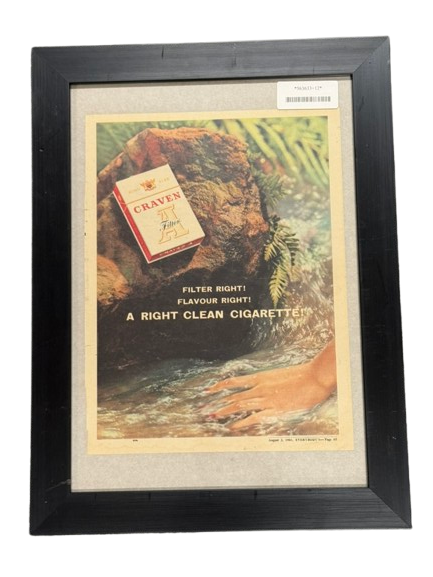 CRAVEN
A
Filter
FILTER RIGHT!
FLAVOUR RIGHT!
A RIGHT CLEAN CIGARETTE!